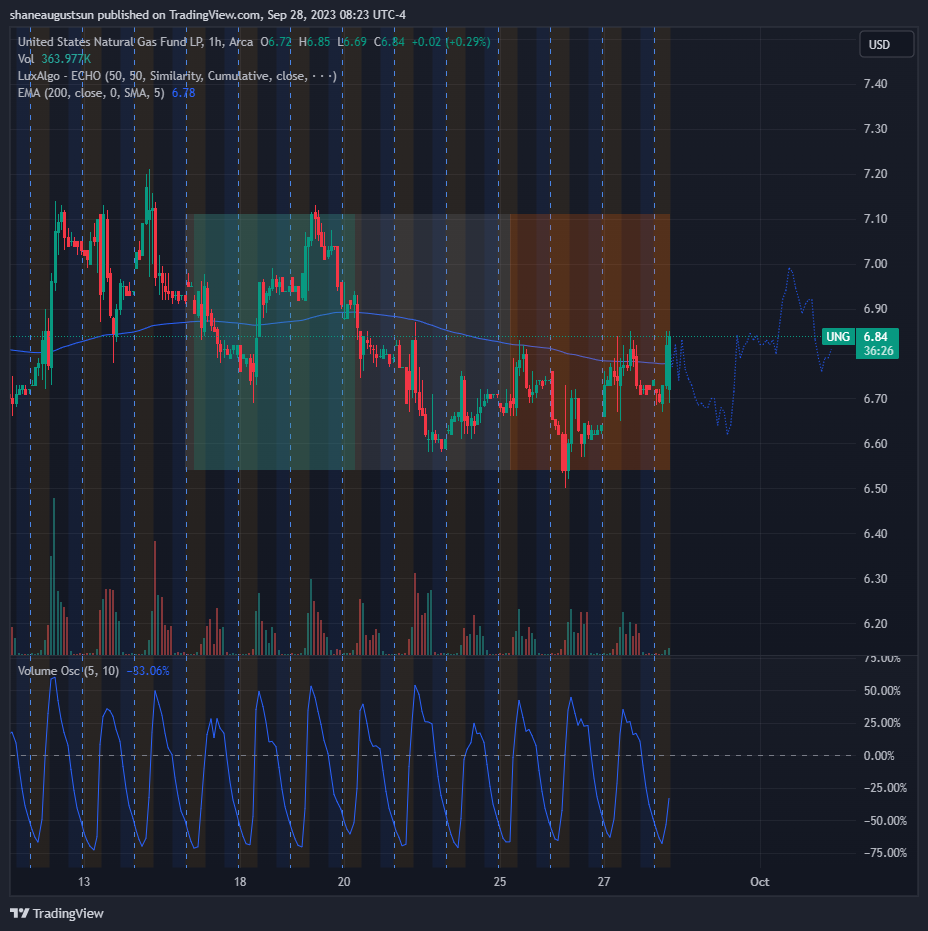 shaneaugustsun published on TradingView.com, Sep 28, 2023 08:23 UTC-4
United States Natural Gas Fund LP, 1h, Arca O6.72 H6.85 L6.69 C6.84 +0.02 (+0.29%)
USD
Vol 363.977K
LuxAlgo - ECHO (50, 50, Similarity, Cumulative, close, · · ·)
EMA (200, close, 0, SMA, 5) 6.78
7.40
7.30
7.20
7.10
7.00
6.90
UNG 6.84
36:26
6.70
6.60
6.50
6.40
6.30
6.20
75.00%
Volume Osc (5, 10) −33.06%
50.00%
25.00%
0.00%
−25.00%
−50.00%
−75.00%
13 18 20 25 27 Oct
TradingView